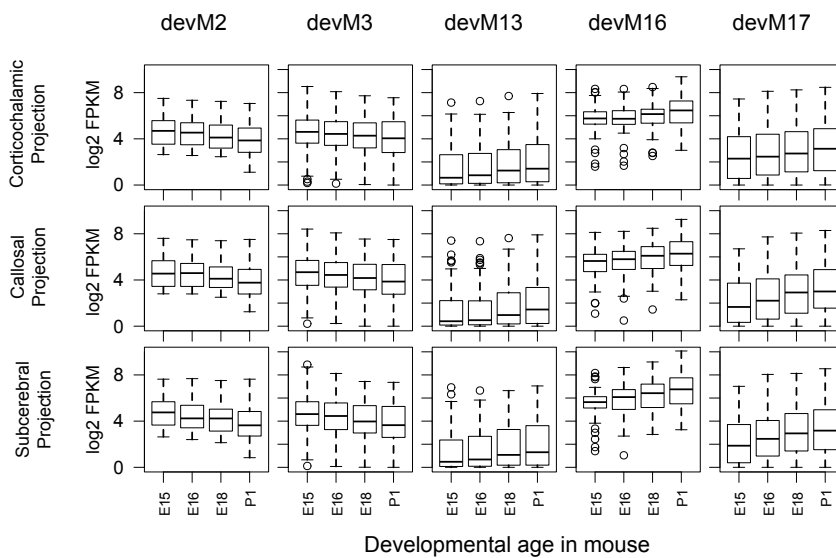 devM2 devM3 devM13 devM16 devM17
Corticochalamic
Projection
log2 FPKM
8
4
0
Callosal
Projection
log2 FPKM
8
4
0
Subcerebral
Projection
log2 FPKM
8
4
0
E15 E16 E18 P1 E15 E16 E18 P1 E15 E16 E18 P1 E15 E16 E18 P1 E15 E16 E18 P1
Developmental age in mouse